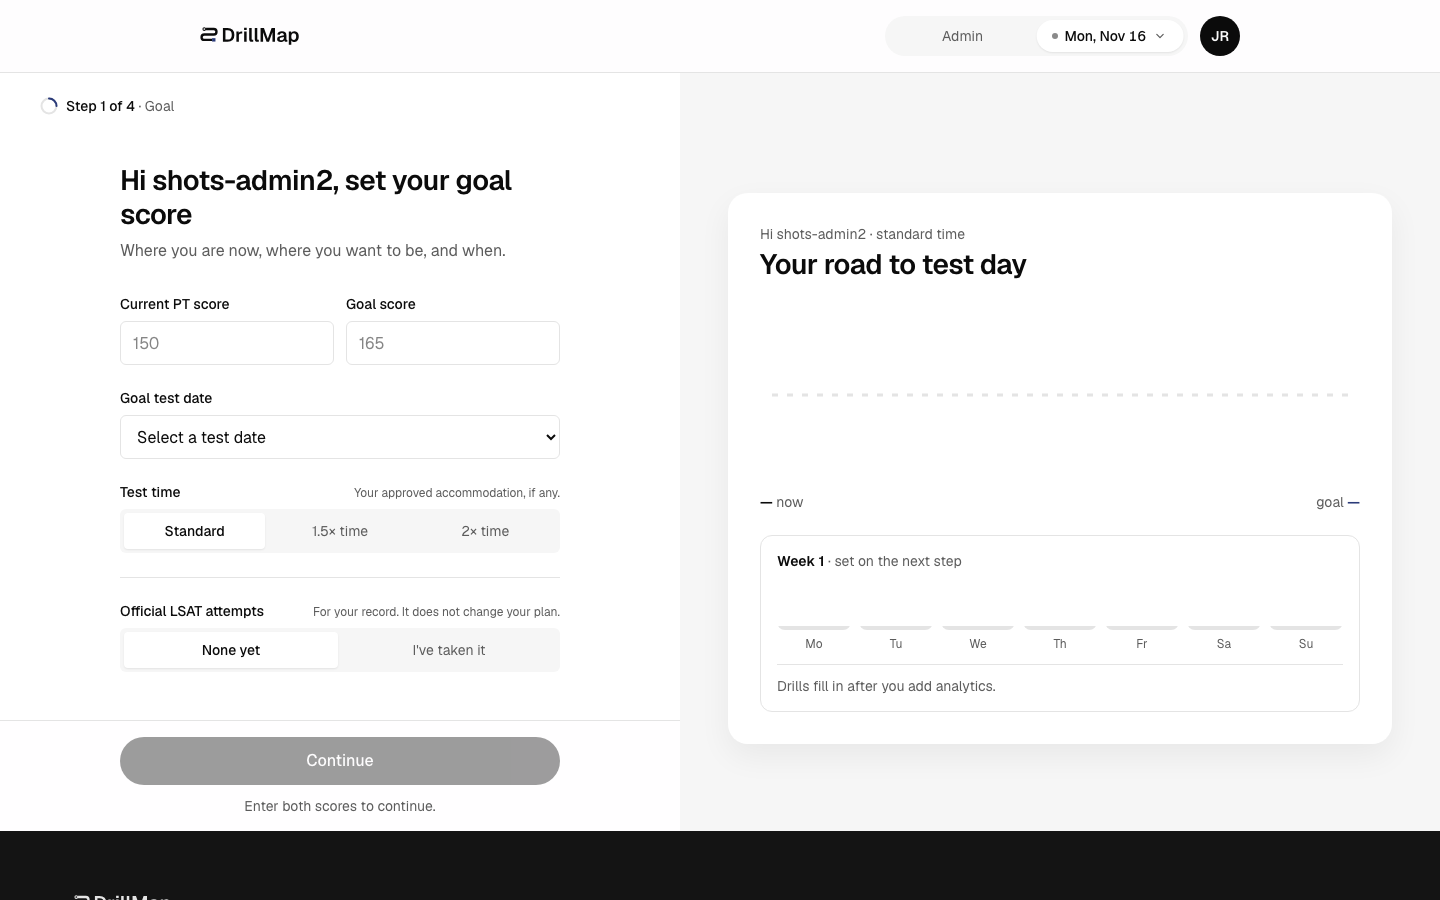 DrillMap
Admin
Mon, Nov 16
JR
Step 1 of 4 · Goal
Hi shots-admin2, set your goal
score
Where you are now, where you want to be, and when.
Current PT score
Goal score
150
165
Goal test date
Select a test date
Test time
Your approved accommodation, if any.
Standard
1.5× time
2× time
Official LSAT attempts
For your record. It does not change your plan.
None yet
I've taken it
Continue
Enter both scores to continue.
Hi shots-admin2 · standard time
Your road to test day
now
goal
Week 1 · set on the next step
Mo
Tu
We
Th
Fr
Sa
Su
Drills fill in after you add analytics.
DrillMap